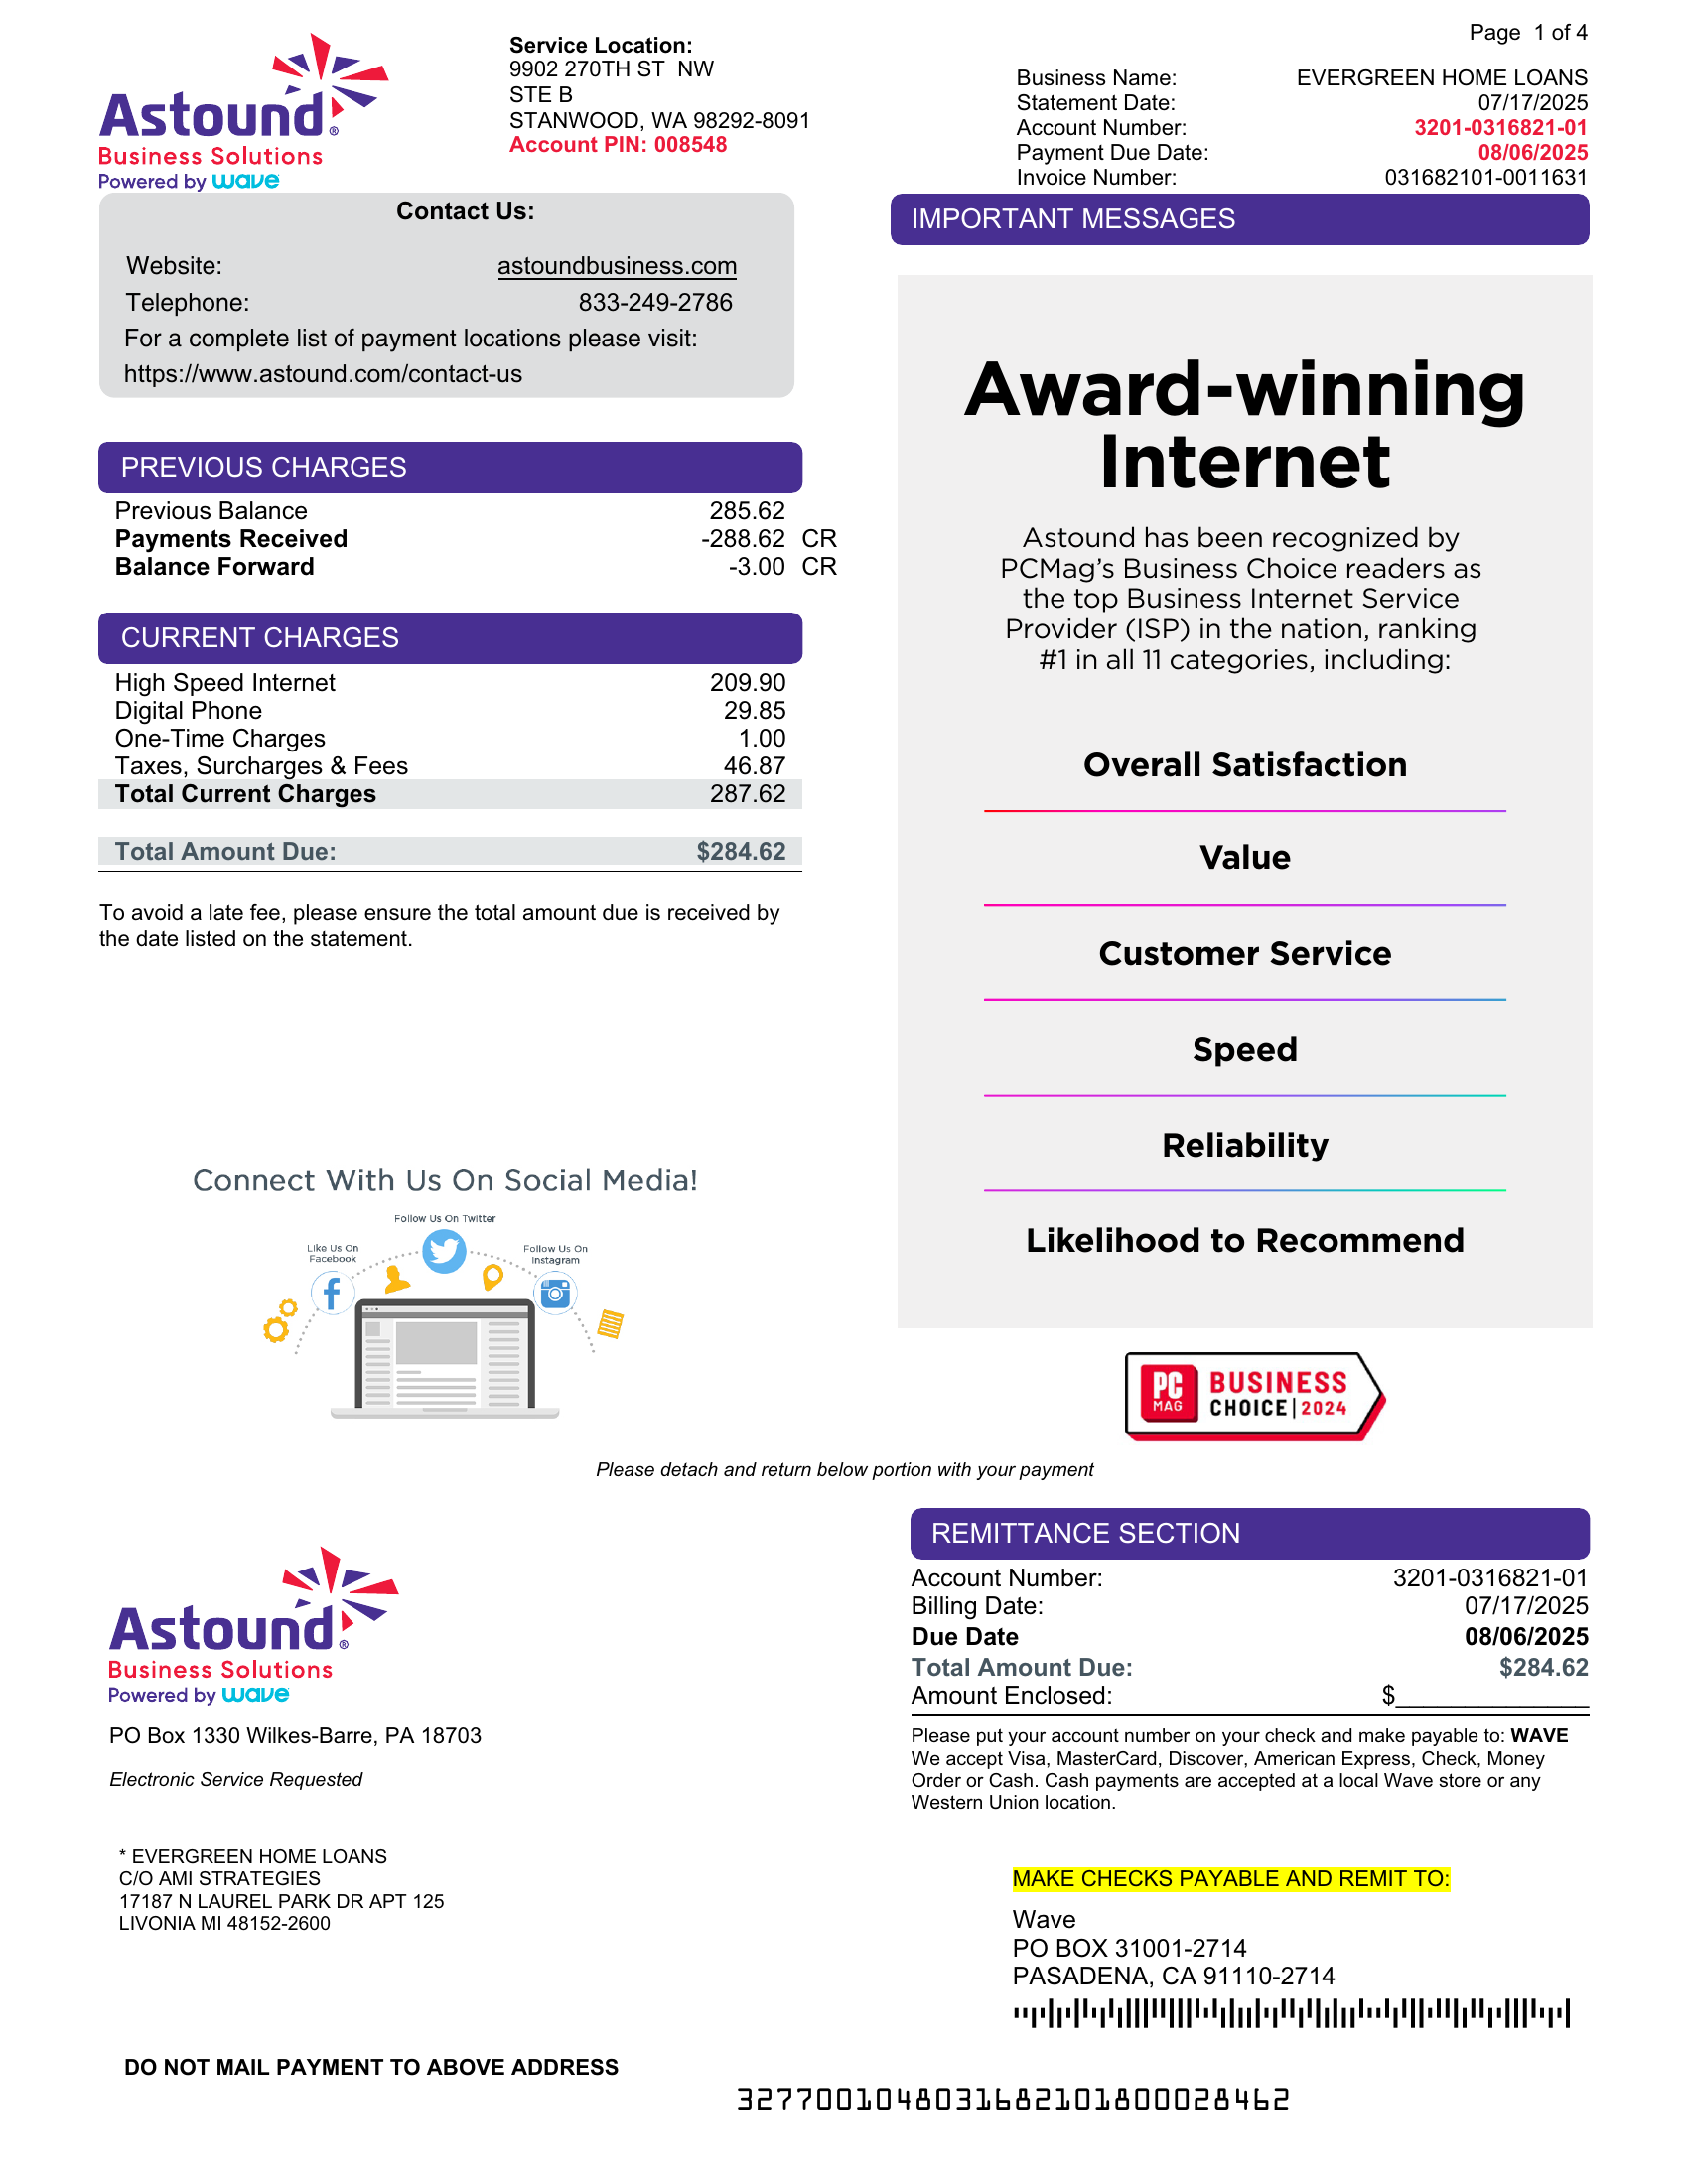 Page 1 of 4
Astound®
Business Solutions
Powered by wave
Service Location:
9902 270TH ST NW
STE B
STANWOOD, WA 98292-8091
Account PIN: 008548
Business Name: EVERGREEN HOME LOANS
Statement Date: 07/17/2025
Account Number: 3201-0316821-01
Payment Due Date: 08/06/2025
Invoice Number: 031682101-0011631
Contact Us:
Website: astoundbusiness.com
Telephone: 833-249-2786
For a complete list of payment locations please visit:
https://www.astound.com/contact-us
PREVIOUS CHARGES
Previous Balance 285.62
Payments Received -288.62 CR
Balance Forward -3.00 CR
CURRENT CHARGES
High Speed Internet 209.90
Digital Phone 29.85
One-Time Charges 1.00
Taxes, Surcharges & Fees 46.87
Total Current Charges 287.62
Total Amount Due: $284.62
To avoid a late fee, please ensure the total amount due is received by
the date listed on the statement.
Connect With Us On Social Media!
Follow Us On Twitter
Like Us On
Facebook
Follow Us On
Instagram
IMPORTANT MESSAGES
Award-winning
Internet
Astound has been recognized by
PCMag's Business Choice readers as
the top Business Internet Service
Provider (ISP) in the nation, ranking
#1 in all 11 categories, including:
Overall Satisfaction
Value
Customer Service
Speed
Reliability
Likelihood to Recommend
PC
MAG
BUSINESS
CHOICE|2024
Please detach and return below portion with your payment
Astound®
Business Solutions
Powered by wave
PO Box 1330 Wilkes-Barre, PA 18703
Electronic Service Requested
* EVERGREEN HOME LOANS
C/O AMI STRATEGIES
17187 N LAUREL PARK DR APT 125
LIVONIA MI 48152-2600
DO NOT MAIL PAYMENT TO ABOVE ADDRESS
REMITTANCE SECTION
Account Number: 3201-0316821-01
Billing Date: 07/17/2025
Due Date 08/06/2025
Total Amount Due: $284.62
Amount Enclosed: $______________
Please put your account number on your check and make payable to: WAVE
We accept Visa, MasterCard, Discover, American Express, Check, Money
Order or Cash. Cash payments are accepted at a local Wave store or any
Western Union location.
MAKE CHECKS PAYABLE AND REMIT TO:
Wave
PO BOX 31001-2714
PASADENA, CA 91110-2714
3277001048031682101800028462